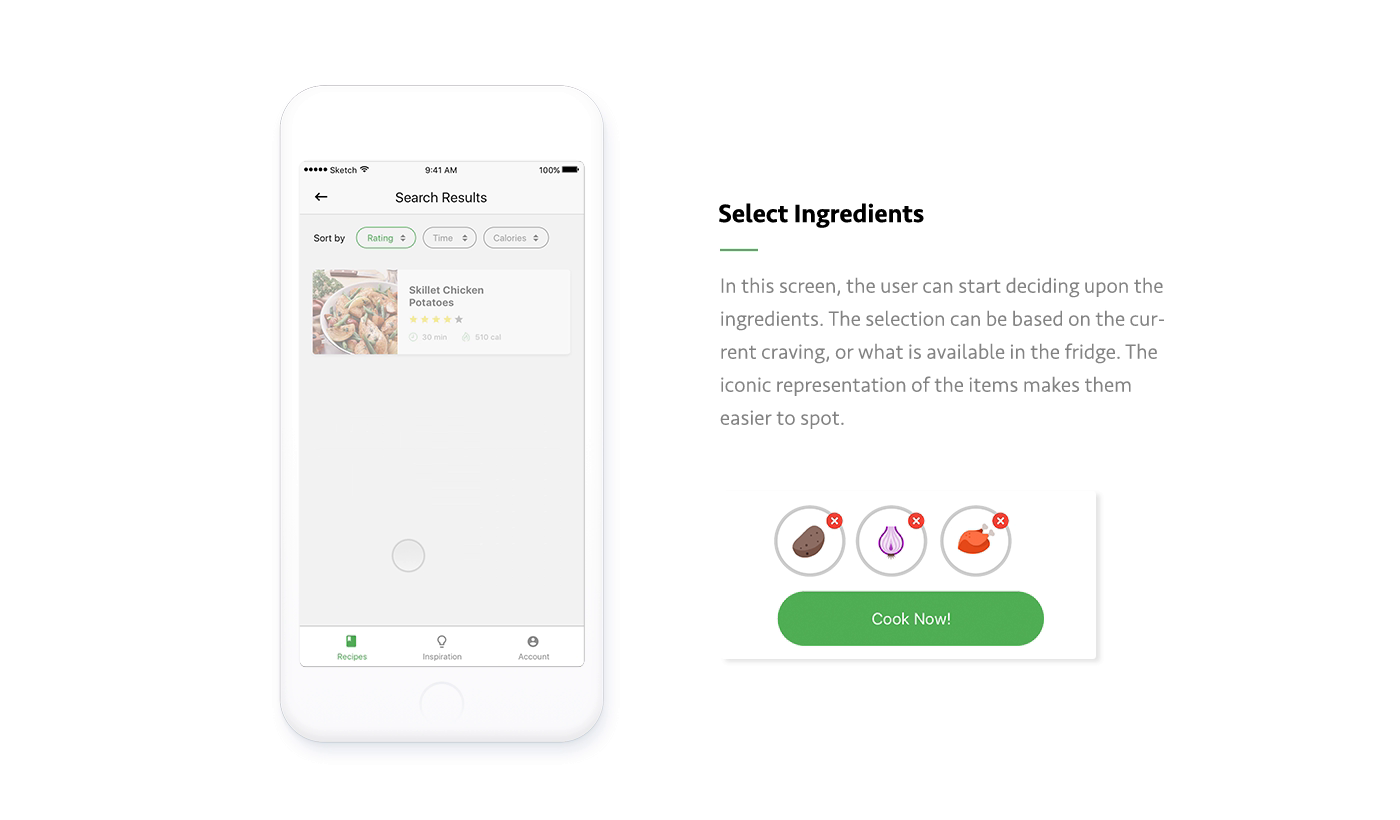 Sketch 9:41 AM 100%
Search Results
Sort by Rating Time Calories
Skillet Chicken
Potatoes
30 min 510 cal
Recipes Inspiration Account
Select Ingredients
In this screen, the user can start deciding upon the
ingredients. The selection can be based on the cur-
rent craving, or what is available in the fridge. The
iconic representation of the items makes them
easier to spot.
Cook Now!